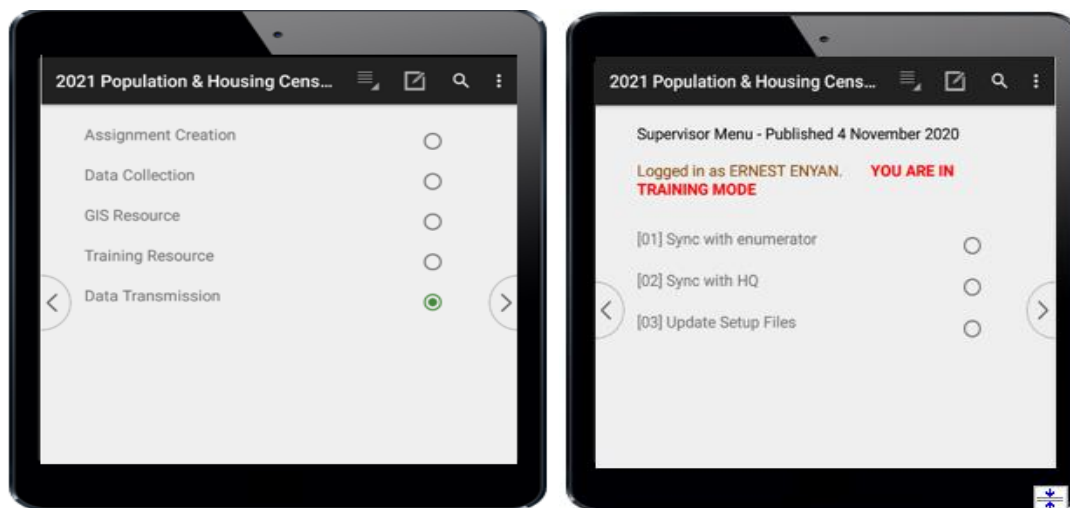 2021 Population & Housing Cens...
Assignment Creation
Data Collection
GIS Resource
Training Resource
Data Transmission
2021 Population & Housing Cens...
Supervisor Menu - Published 4 November 2020
Logged in as ERNEST ENYAN. YOU ARE IN
TRAINING MODE
[01] Sync with enumerator
[02] Sync with HQ
[03] Update Setup Files